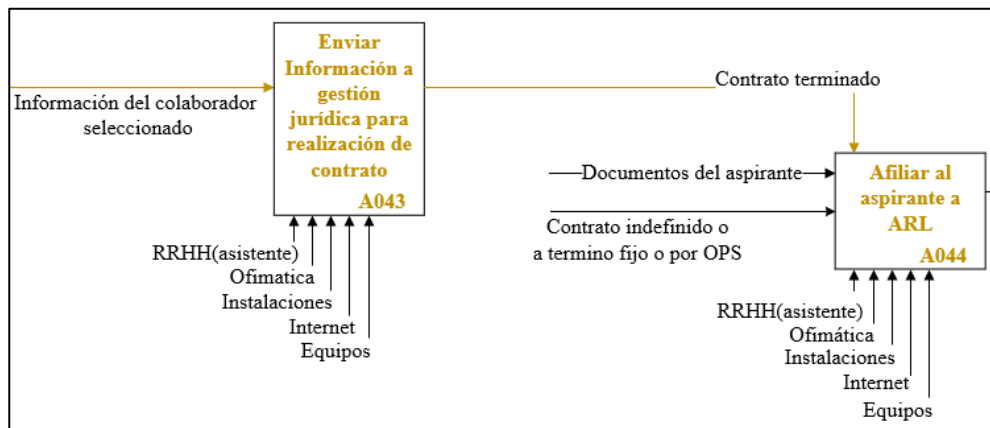 Enviar
Información a
gestión
jurídica para
realización de
contrato
A043
Información del colaborador
seleccionado
RRHH(asistente)
Ofimatica
Instalaciones
Internet
Equipos
Contrato terminado
Documentos del aspirante
Contrato indefinido o
a termino fijo o por OPS
Afiliar al
aspirante a
ARL
A044
RRHH(asistente)
Ofimática
Instalaciones
Internet
Equipos